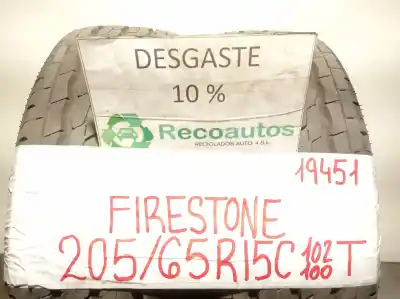 DESGASTE
10 %
Recoautos
RECICLADOR AUTO 4 S.L.
19451
FIRESTONE
205/65R15C 102/100 T